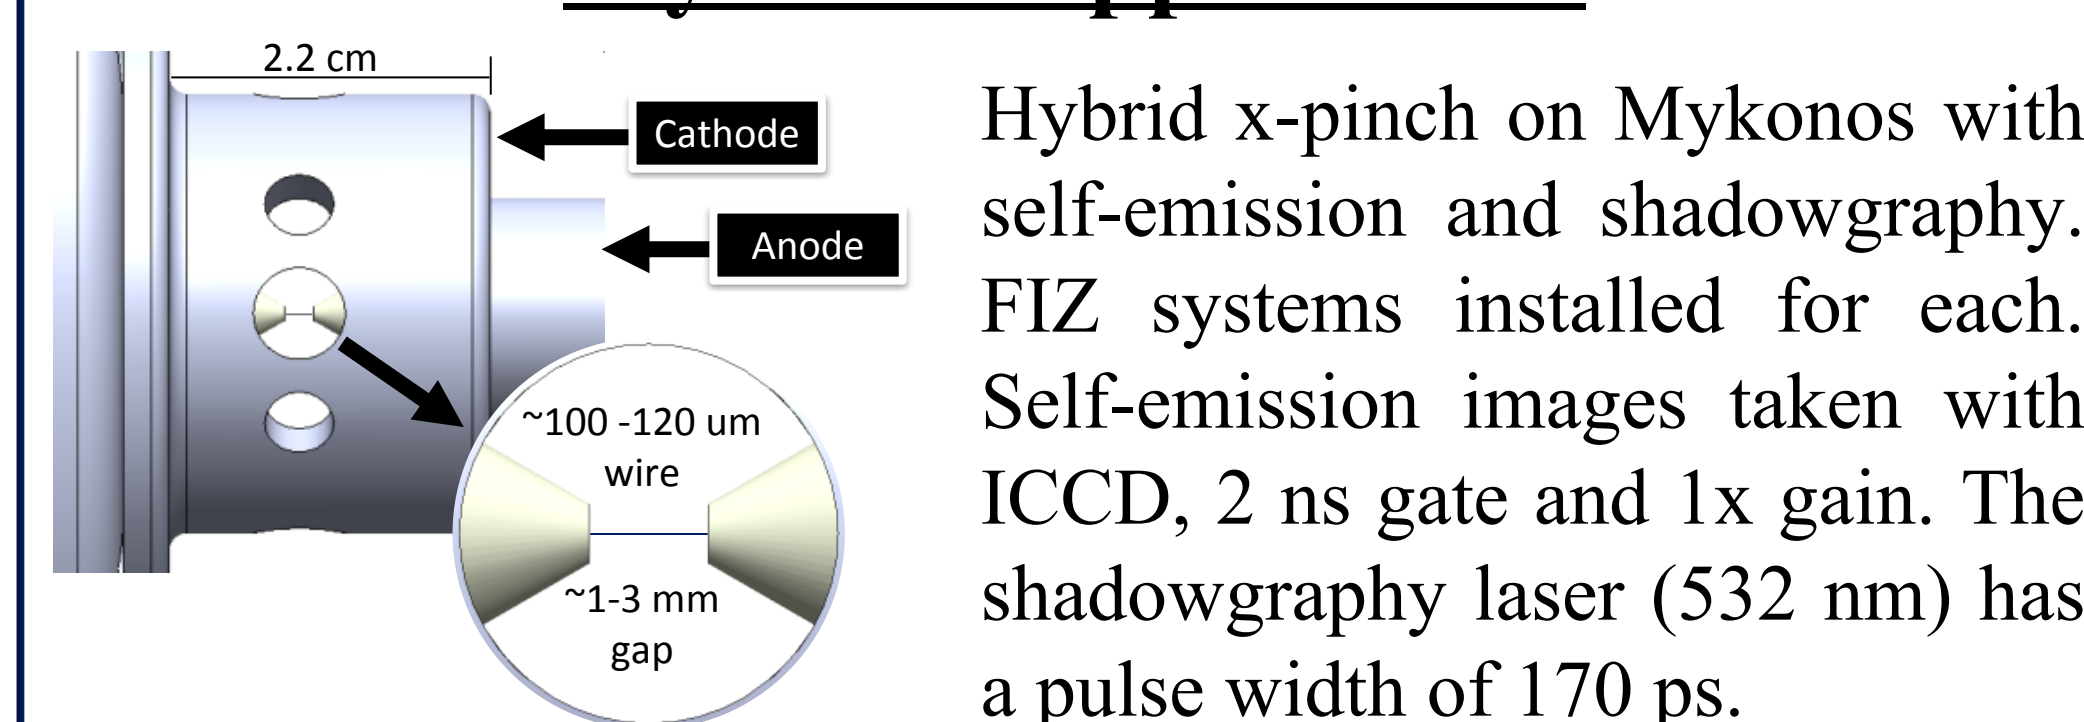 2.2 cm
Cathode
Anode
~100 -120 um
wire
~1-3 mm
gap
Hybrid x-pinch on Mykonos with
self-emission and shadowgraphy.
FIZ systems installed for each.
Self-emission images taken with
ICCD, 2 ns gate and 1x gain. The
shadowgraphy laser (532 nm) has
a pulse width of 170 ps.